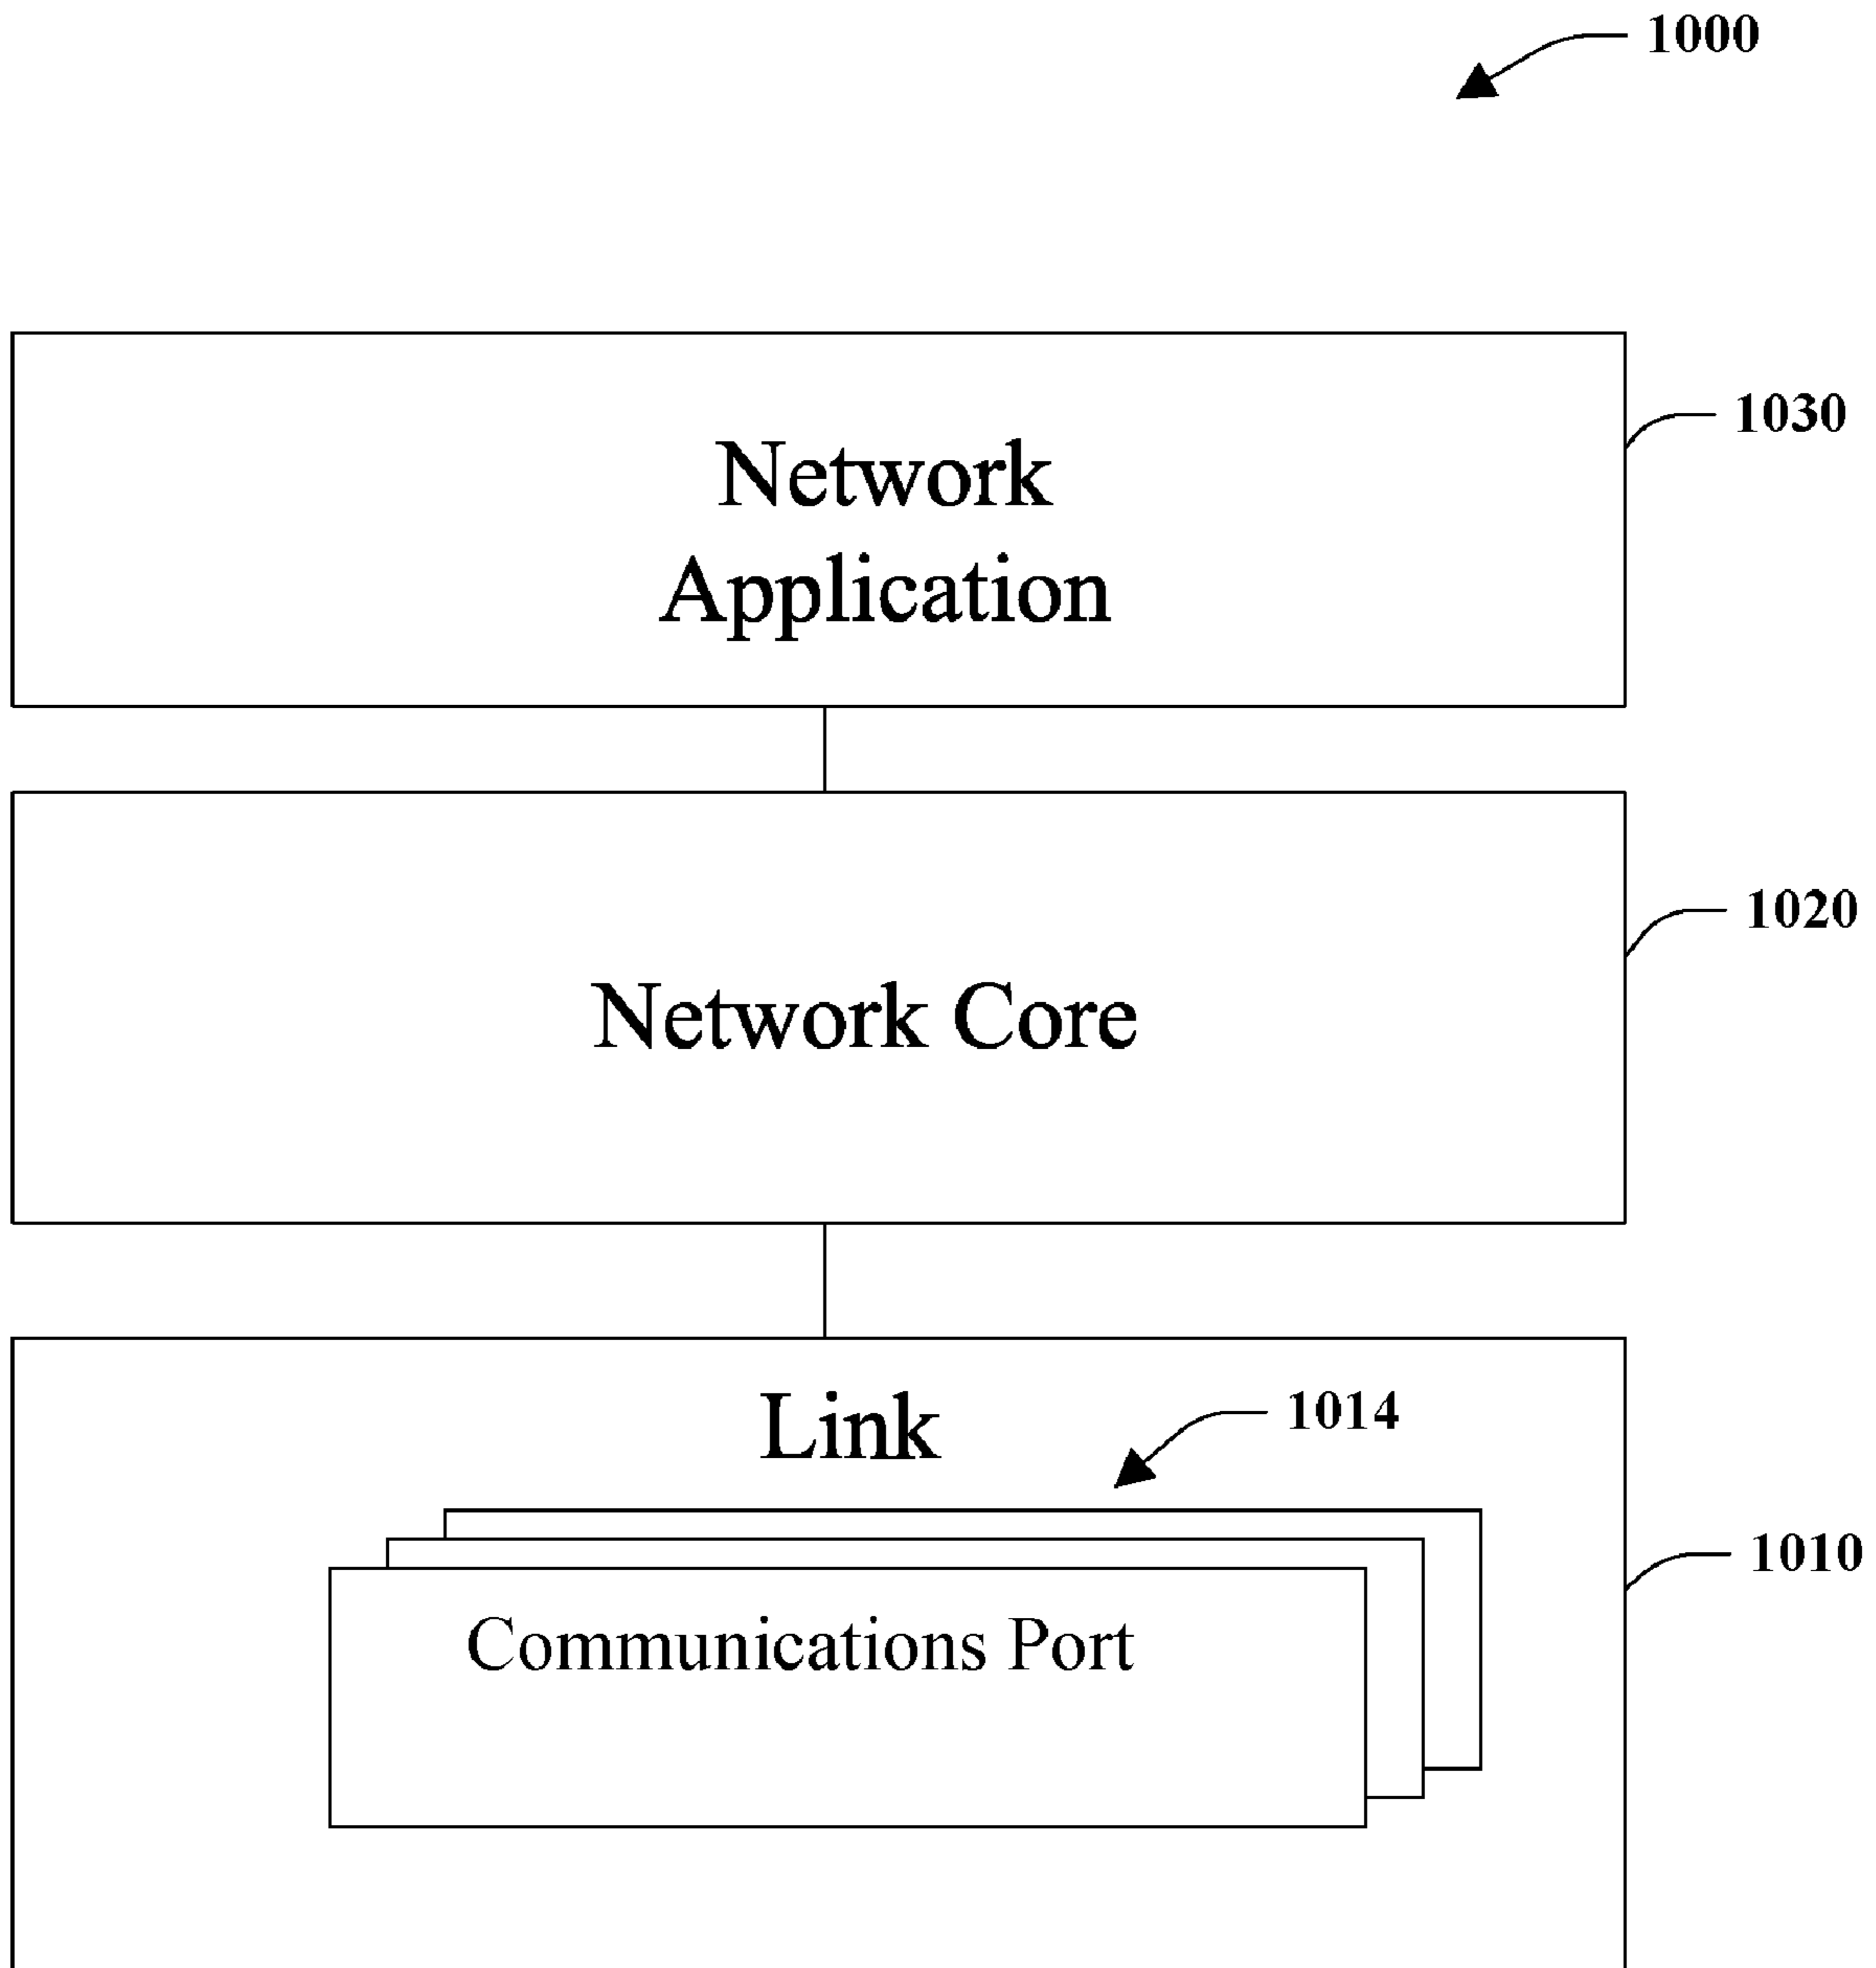 1000
1030
Network
Application
1020
Network Core
Link
1014
1010
Communications Port